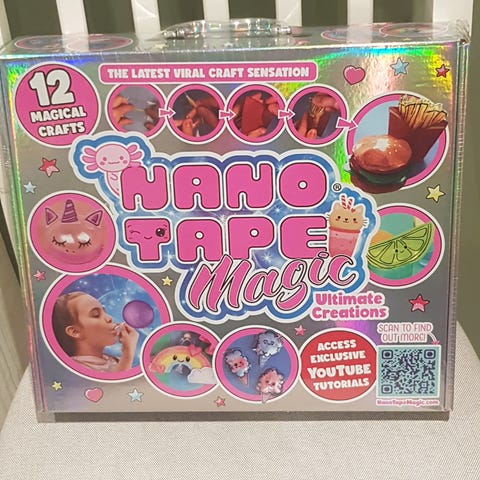 12
MAGICAL
CRAFTS
THE LATEST VIRAL CRAFT SENSATION
NANO
TAPE
®
Magic
Ultimate
Creations
ACCESS
EXCLUSIVE
YOUTUBE
TUTORIALS
SCAN TO FIND
OUT MORE!
NanoTapeMagic.com